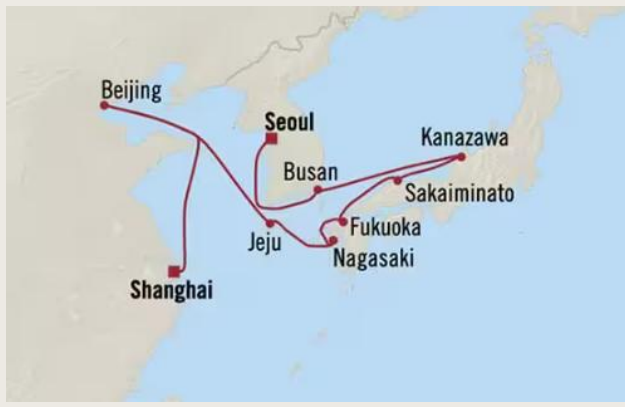 Beijing
Seoul
Kanazawa
Busan
Sakaiminato
Fukuoka
Jeju
Nagasaki
Shanghai